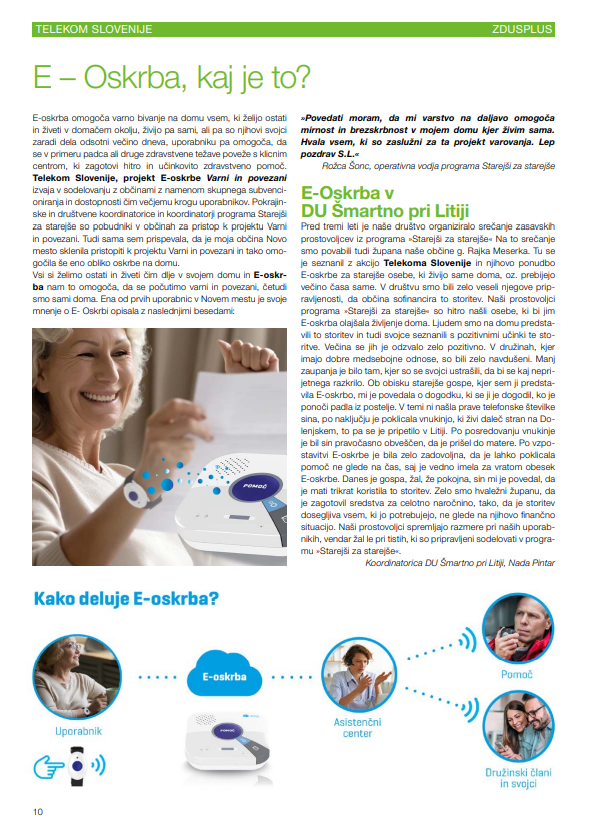 TELEKOM SLOVENIJE
ZDUSPLUS
E – Oskrba, kaj je to?
E-oskrba omogoča varno bivanje na domu vsem, ki želijo ostati
in živeti v domačem okolju, živijo pa sami, ali pa so njihovi svojci
zaradi dela odsotni večino dneva, uporabniku pa omogoča, da
se v primeru padca ali druge zdravstvene težave poveže s klicnim
centrom, ki zagotovi hitro in učinkovito zdravstveno pomoč.
Telekom Slovenije, projekt E-oskrbe Varni in povezani
izvaja v sodelovanju z občinami z namenom skupnega subvenci-
oniranja in dostopnosti čim večjemu krogu uporabnikov. Pokrajin-
ske in društvene koordinatorice in koordinatorji programa Starejši
za starejše so pobudniki v občinah za pristop k projektu Varni
in povezani. Tudi sama sem prispevala, da je moja občina Novo
mesto sklenila pristopiti k projektu Varni in povezani in tako omo-
gočila še eno obliko oskrbe na domu.
Vsi si želimo ostati in živeti čim dlje v svojem domu in E-oskr-
ba nam to omogoča, da se počutimo varni in povezani, četudi
smo sami doma. Ena od prvih uporabnic v Novem mestu je svoje
mnenje o E- Oskrbi opisala z naslednjimi besedami:
POMOČ
»Povedati moram, da mi varstvo na daljavo omogoča
mirnost in brezskrbnost v mojem domu kjer živim sama.
Hvala vsem, ki so zaslužni za ta projekt varovanja. Lep
pozdrav S.L.«
Rožca Šonc, operativna vodja programa Starejši za starejše
E-Oskrba v
DU Šmartno pri Litiji
Pred tremi leti je naše društvo organiziralo srečanje zasavskih
prostovoljcev iz programa »Starejši za starejše« Na to srečanje
smo povabili tudi župana naše občine g. Rajka Meserka. Tu se
je seznanil z akcijo Telekoma Slovenije in njihovo ponudbo
E-oskrbe za starejše osebe, ki živijo same doma, oz. prebijejo
večino časa same. V društvu smo bili zelo veseli njegove prip-
ravljenosti, da občina sofinancira to storitev. Naši prostovoljci
programa »Starejši za starejše« so hitro našli osebe, ki bi jim
E-oskrba olajšala življenje doma. Ljudem smo na domu predsta-
vili to storitev in tudi svojce seznanili s pozitivnimi učinki te sto-
ritve. Večina se jih je odzvalo zelo pozitivno. V družinah, kjer
imajo dobre medsebojne odnose, so bili zelo navdušeni. Manj
zaupanja je bilo tam, kjer so se svojci ustrašili, da bi se kaj nepri-
jetnega razkrilo. Ob obisku starejše gospe, kjer sem ji predsta-
vila E-oskrbo, mi je povedala o dogodku, ki se ji je dogodil, ko je
ponoči padla iz postelje. V temi ni našla prave telefonske številke
sina, po naključju je poklicala vnukinjo, ki živi daleč stran na Do-
lenjskem, to pa se je pripetilo v Litiji. Po posredovanju vnukinje
je bil sin pravočasno obveščen, da je prišel do matere. Po vzpo-
stavitvi E-oskrbe je bila zelo zadovoljna, da je lahko poklicala
pomoč ne glede na čas, saj je vedno imela za vratom obesek
E-oskrbe. Danes je gospa, žal, že pokojna, sin mi je povedal, da
je mati trikrat koristila to storitev. Zelo smo hvaležni županu, da
je zagotovil sredstva za celotno naročnino, tako, da je storitev
dosegljiva vsem, ki jo potrebujejo, ne glede na njihovo finančno
situacijo. Naši prostovoljci spremljajo razmere pri naših uporab-
nikih, vendar žal le pri tistih, ki so pripravljeni sodelovati v progra-
mu »Starejši za starejše«.
Koordinatorica DU Šmartno pri Litiji, Nada Pintar
Kako deluje E-oskrba?
E-oskrba
POMOČ
Uporabnik
Asistenčni
center
Pomoč
Družinski člani
in svojci
10